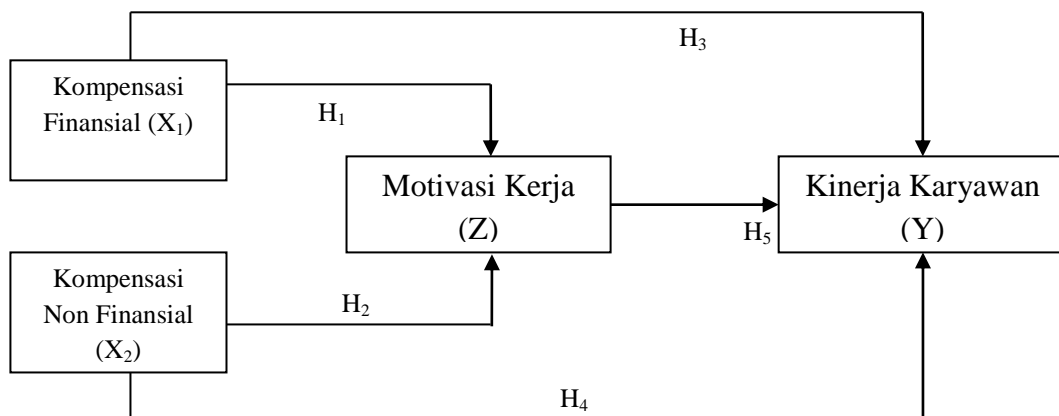 H₃
Kompensasi
Finansial (X₁)
H₁
Motivasi Kerja
(Z)
Kinerja Karyawan
(Y)
H₅
Kompensasi
Non Finansial
(X₂)
H₂
H₄